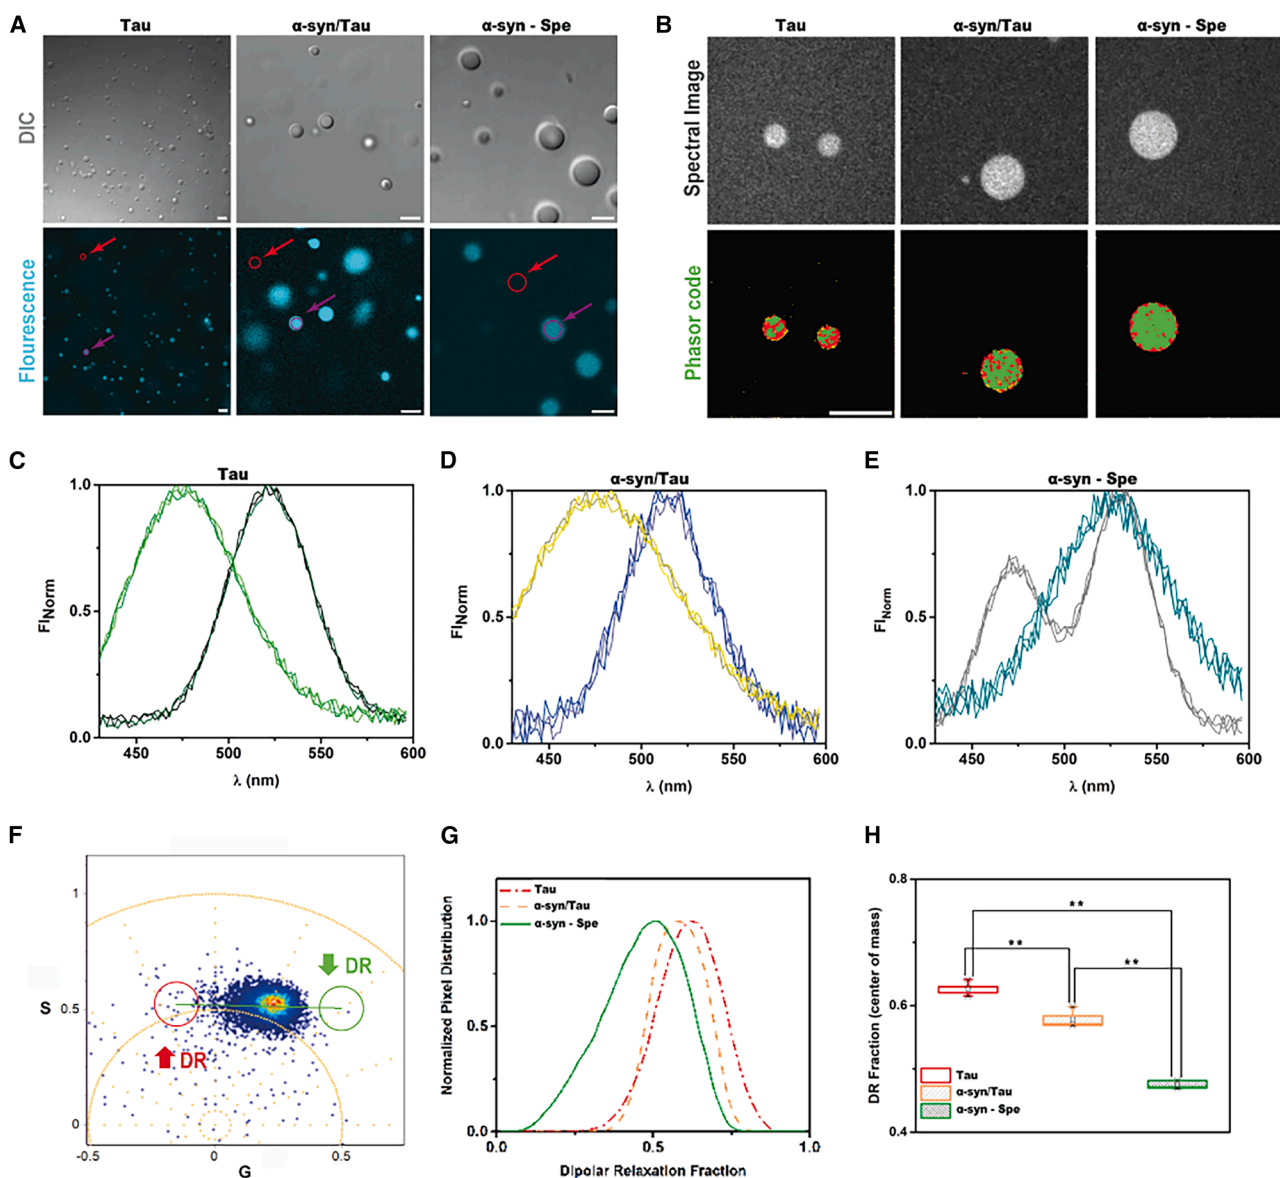 A
Tau
α-syn/Tau
α-syn - Spe
DIC
Flourescence
B
Tau
α-syn/Tau
α-syn - Spe
Spectral Image
Phasor code
C
Tau
FINorm
1.0
0.5
0.0
450
500
550
600
λ (nm)
D
α-syn/Tau
FINorm
1.0
0.5
0.0
450
500
550
600
λ (nm)
E
α-syn - Spe
FINorm
1.0
0.5
0.0
450
500
550
600
λ (nm)
F
S
1
0.5
0
-0.5
0
0.5
G
DR
DR
G
Normalized Pixel Distribution
Tau
α-syn/Tau
α-syn - Spe
1.0
0.5
0.0
0.0
0.5
1.0
Dipolar Relaxation Fraction
H
DR Fraction (center of mass)
0.8
0.6
0.4
**
**
**
Tau
α-syn/Tau
α-syn - Spe